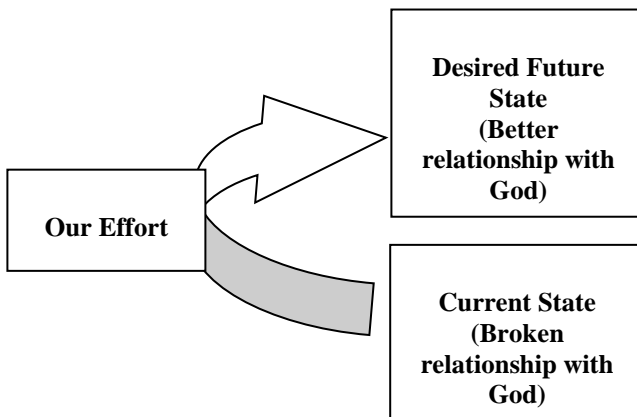 Desired Future
State
(Better
relationship with
God)
Our Effort
Current State
(Broken
relationship with
God)